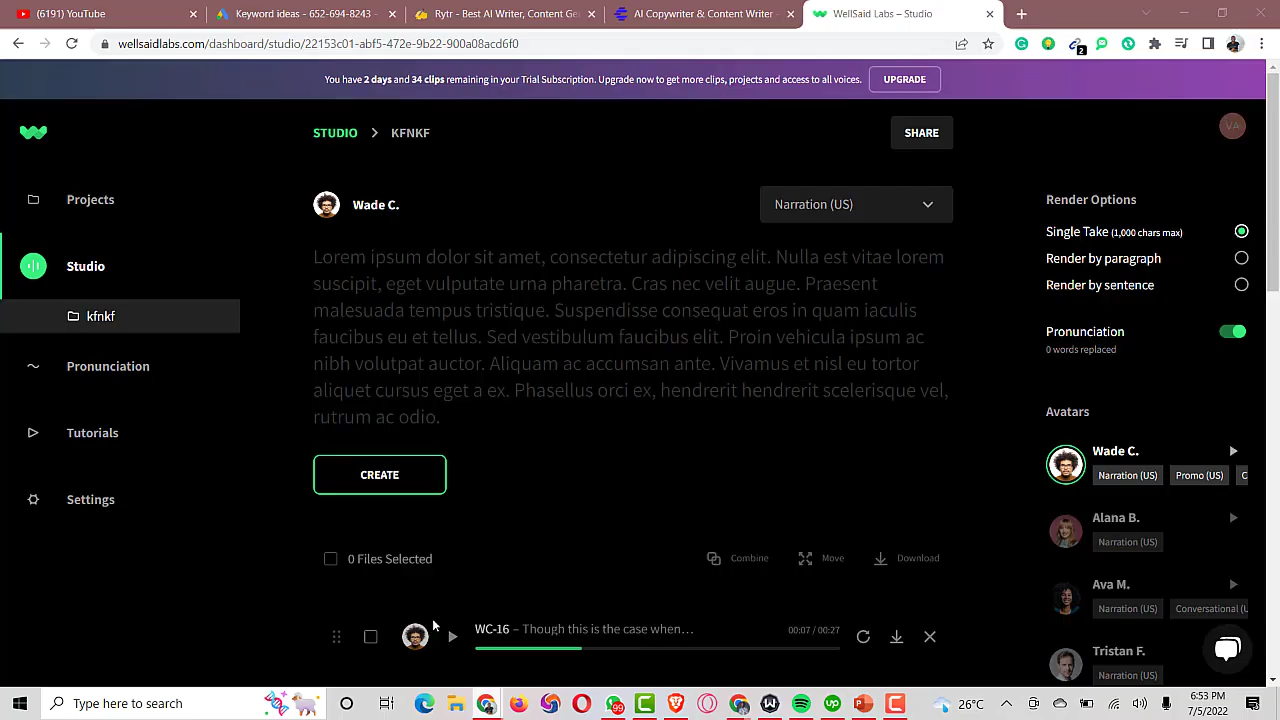 (6191) YouTube
Keyword ideas - 652-694-8243 -
Rytr - Best AI Writer, Content Ge
AI Copywriter & Content Writer -
WellSaid Labs – Studio
wellsaidlabs.com/dashboard/studio/22153c01-abf5-472e-9b22-900a08acd6f0
2
You have 2 days and 34 clips remaining in your Trial Subscription. Upgrade now to get more clips, projects and access to all voices.
UPGRADE
STUDIO > KFNKF
SHARE
VA
Projects
Studio
kfnkf
Pronunciation
Tutorials
Settings
Wade C.
Narration (US)
Lorem ipsum dolor sit amet, consectetur adipiscing elit. Nulla est vitae lorem
suscipit, eget vulputate urna pharetra. Cras nec velit augue. Praesent
malesuada tempus tristique. Suspendisse consequat eros in quam iaculis
faucibus eu et tellus. Sed vestibulum faucibus elit. Proin vehicula ipsum ac
nibh volutpat auctor. Aliquam ac accumsan ante. Vivamus et nisl eu tortor
aliquet cursus eget a ex. Phasellus orci ex, hendrerit hendrerit scelerisque vel,
rutrum ac odio.
CREATE
0 Files Selected
Combine
Move
Download
WC-16 – Though this is the case when...
00:07 / 00:27
Render Options
Single Take (1,000 chars max)
Render by paragraph
Render by sentence
Pronunciation
0 words replaced
Avatars
Wade C.
Narration (US)
Promo (US)
C
Alana B.
Narration (US)
Ava M.
Narration (US)
Conversational (U
Tristan F.
Narration (US)
Type here to search
99
26°C
6:53 PM
7/5/2022